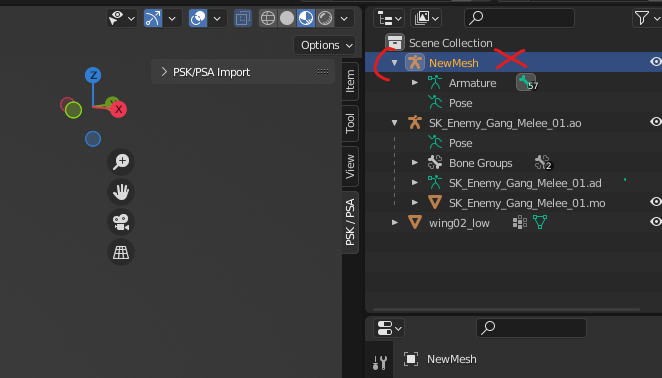 Options
PSK/PSA Import
Item
Tool
View
PSK / PSA
Z
Y
X
Scene Collection
NewMesh
Armature
57
Pose
SK_Enemy_Gang_Melee_01.ao
Pose
Bone Groups
2
SK_Enemy_Gang_Melee_01.ad
SK_Enemy_Gang_Melee_01.mo
wing02_low
NewMesh